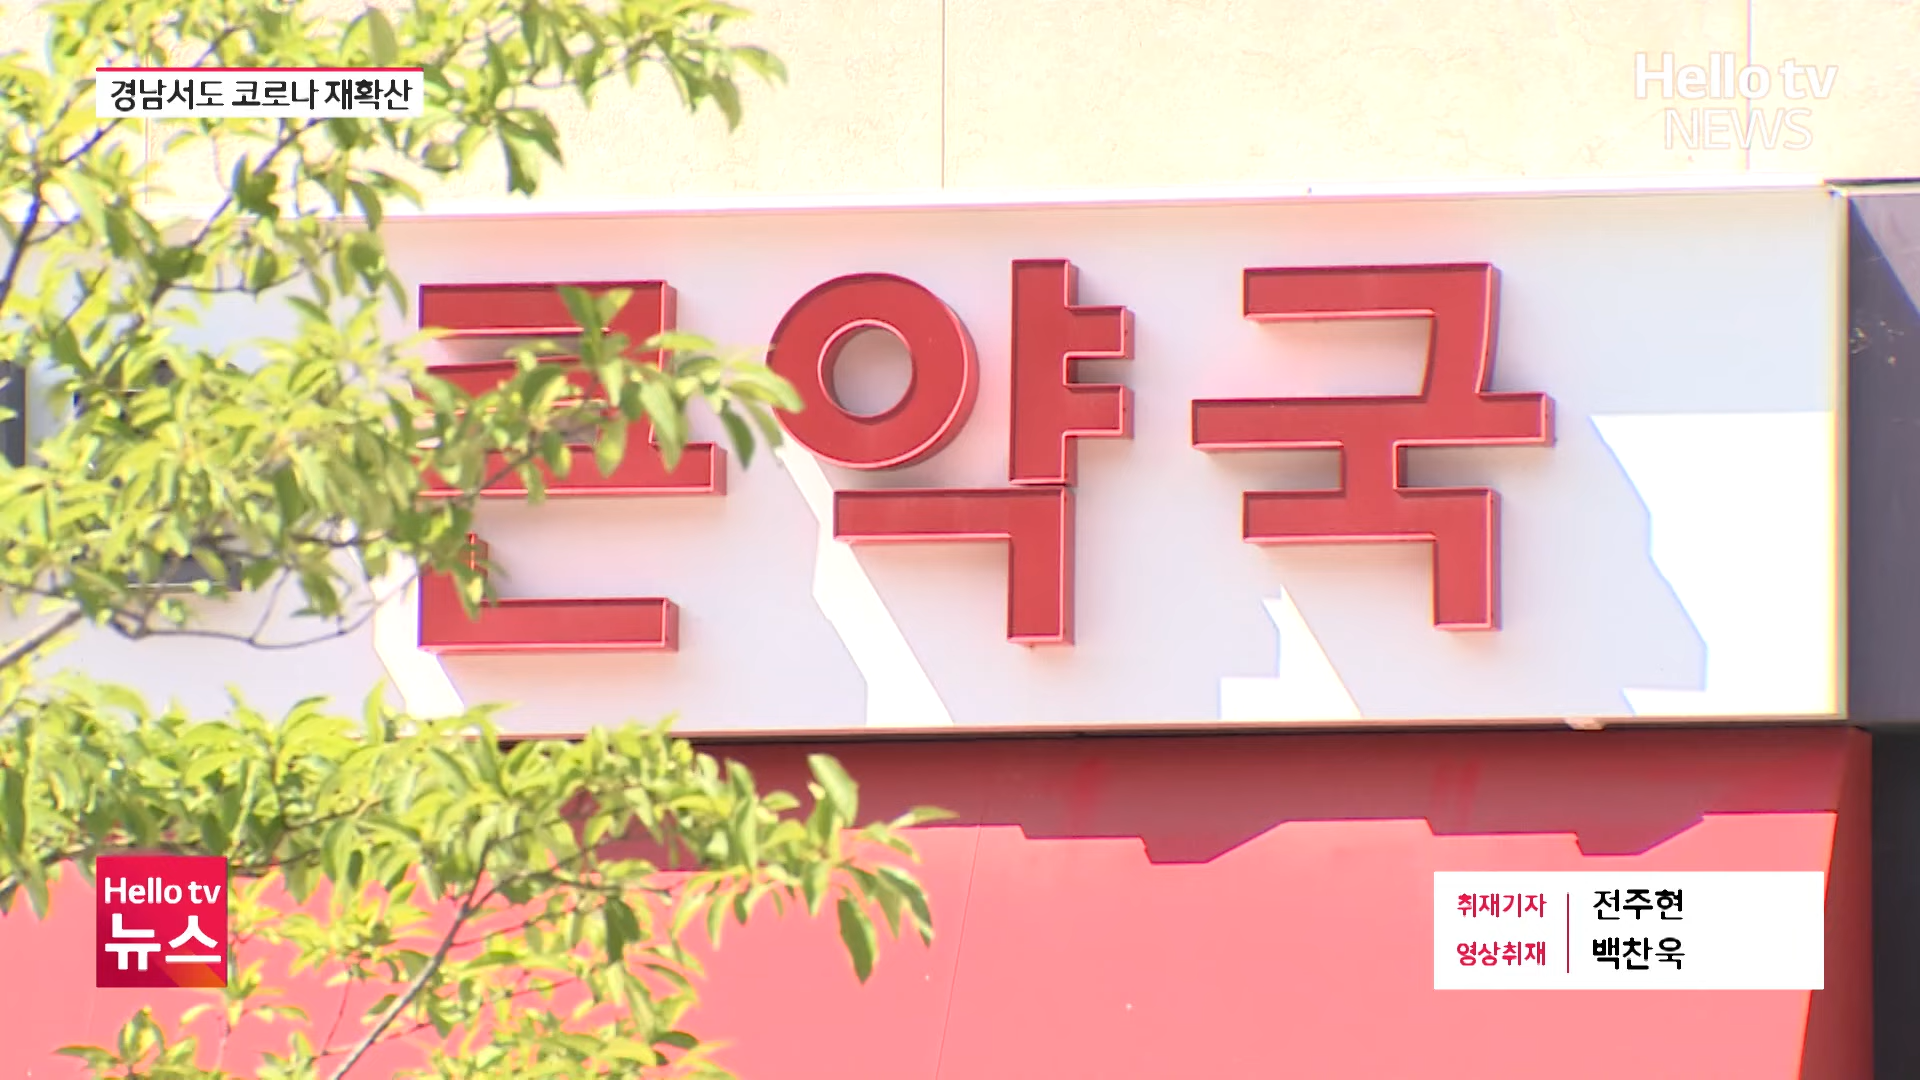 경남서도 코로나 재확산
Hello tv
NEWS
른약국
Hello tv
뉴스
취재기자 전주현
영상취재 백찬욱